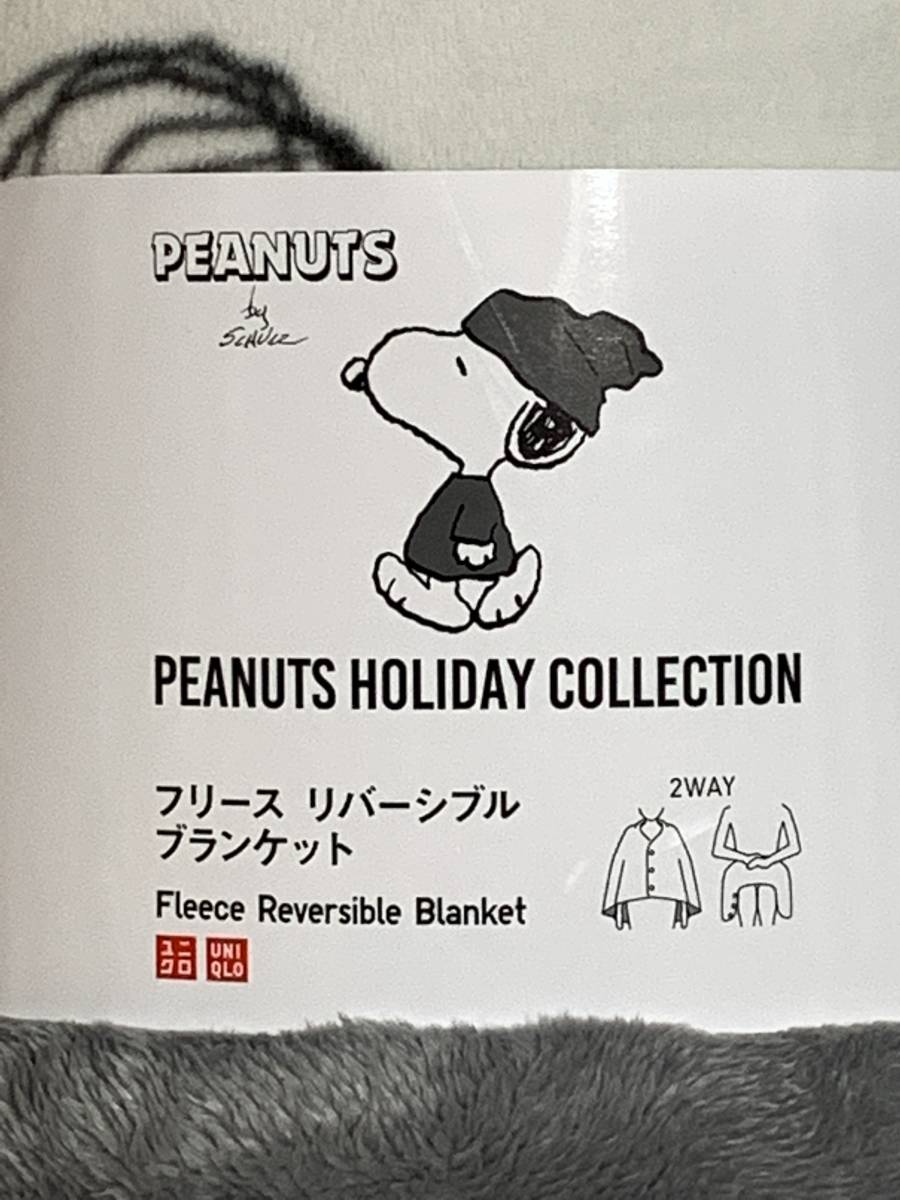 PEANUTS
by
SCHULZ
PEANUTS HOLIDAY COLLECTION
フリース リバーシブル
ブランケット
2WAY
Fleece Reversible Blanket
ユニ
クロ
UNI
QLO